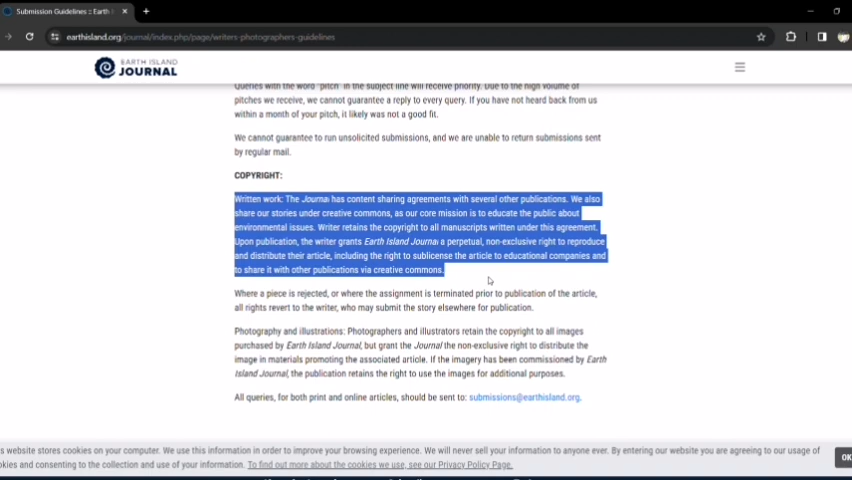 Submission Guidelines :: Earth I
earthisland.org/journal/index.php/page/writers-photographers-guidelines
EARTH ISLAND
JOURNAL
Queries with the word "pitch" in the subject line will receive priority. Due to the high volume of
pitches we receive, we cannot guarantee a reply to every query. If you have not heard back from us
within a month of your pitch, it likely was not a good fit.
We cannot guarantee to run unsolicited submissions, and we are unable to return submissions sent
by regular mail.
COPYRIGHT:
Written work: The Journal has content sharing agreements with several other publications. We also
share our stories under creative commons, as our core mission is to educate the public about
environmental issues. Writer retains the copyright to all manuscripts written under this agreement.
Upon publication, the writer grants Earth Island Journal a perpetual, non-exclusive right to reproduce
and distribute their article, including the right to sublicense the article to educational companies and
to share it with other publications via creative commons.
Where a piece is rejected, or where the assignment is terminated prior to publication of the article,
all rights revert to the writer, who may submit the story elsewhere for publication.
Photography and illustrations: Photographers and illustrators retain the copyright to all images
purchased by Earth Island Journal, but grant the Journal the non-exclusive right to distribute the
image in materials promoting the associated article. If the imagery has been commissioned by Earth
Island Journal, the publication retains the right to use the images for additional purposes.
All queries, for both print and online articles, should be sent to: submissions@earthisland.org.
s website stores cookies on your computer. We use this information in order to improve your browsing experience. We will never sell your information to anyone ever. By entering our website you are agreeing to our usage of
okies and consenting to the collection and use of your information. To find out more about the cookies we use, see our Privacy Policy Page.
OK